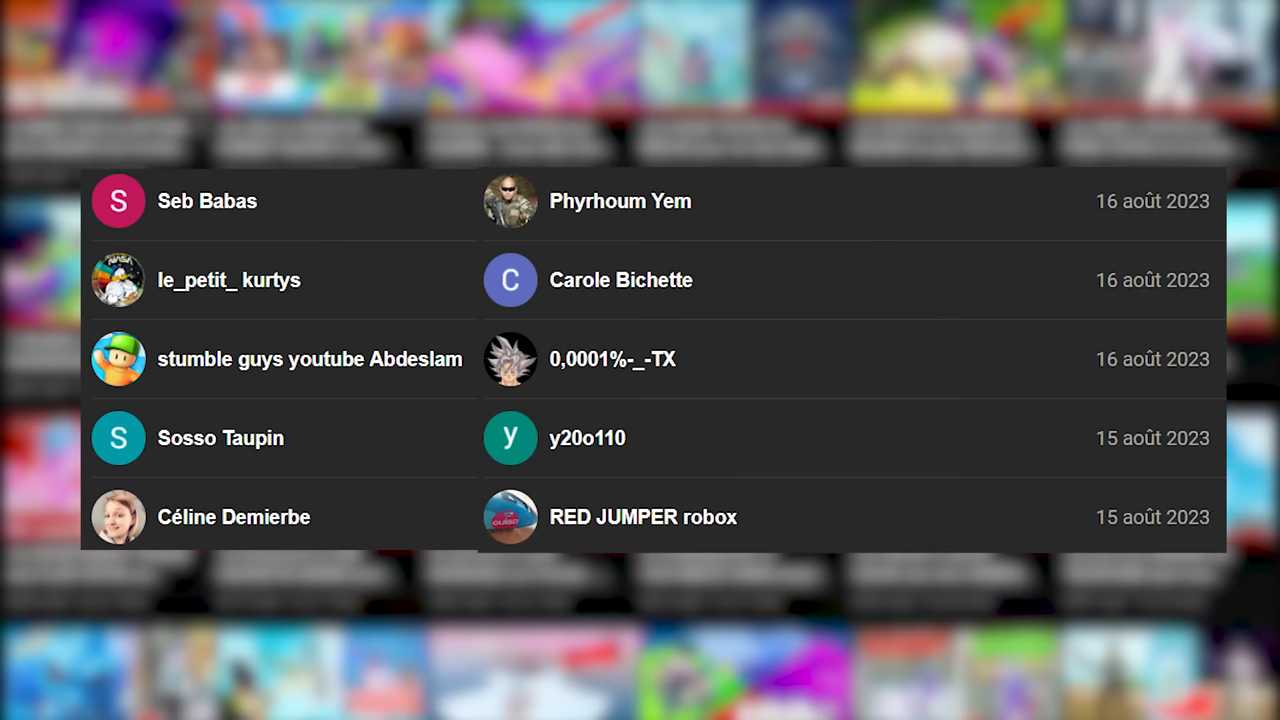 Seb Babas
le_petit_ kurtys
stumble guys youtube Abdeslam
Sosso Taupin
Céline Demierbe
Phyrhoum Yem 16 août 2023
Carole Bichette 16 août 2023
0,0001%-_-TX 16 août 2023
y20o110 15 août 2023
RED JUMPER robox 15 août 2023
S
NASA
S
C
y
ouigo